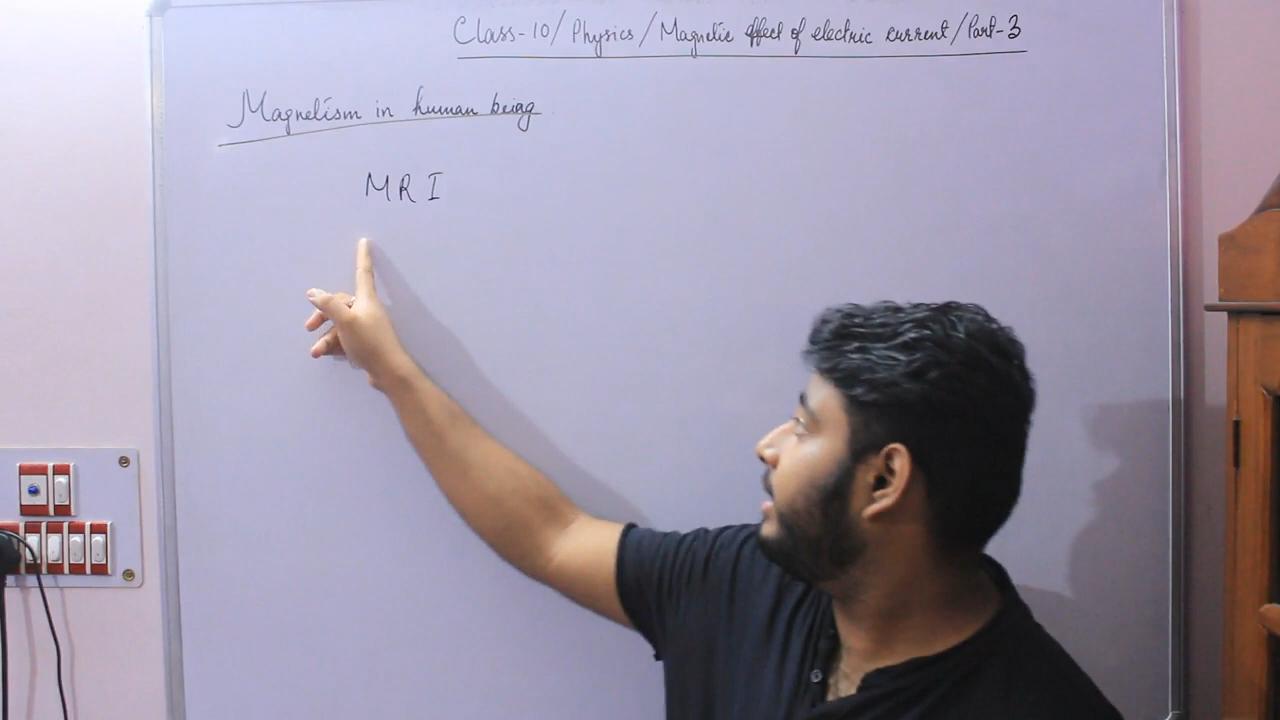 Class-10/Physics/Magnetic effect of electric current/Part-3
Magnetism in human being
MRI